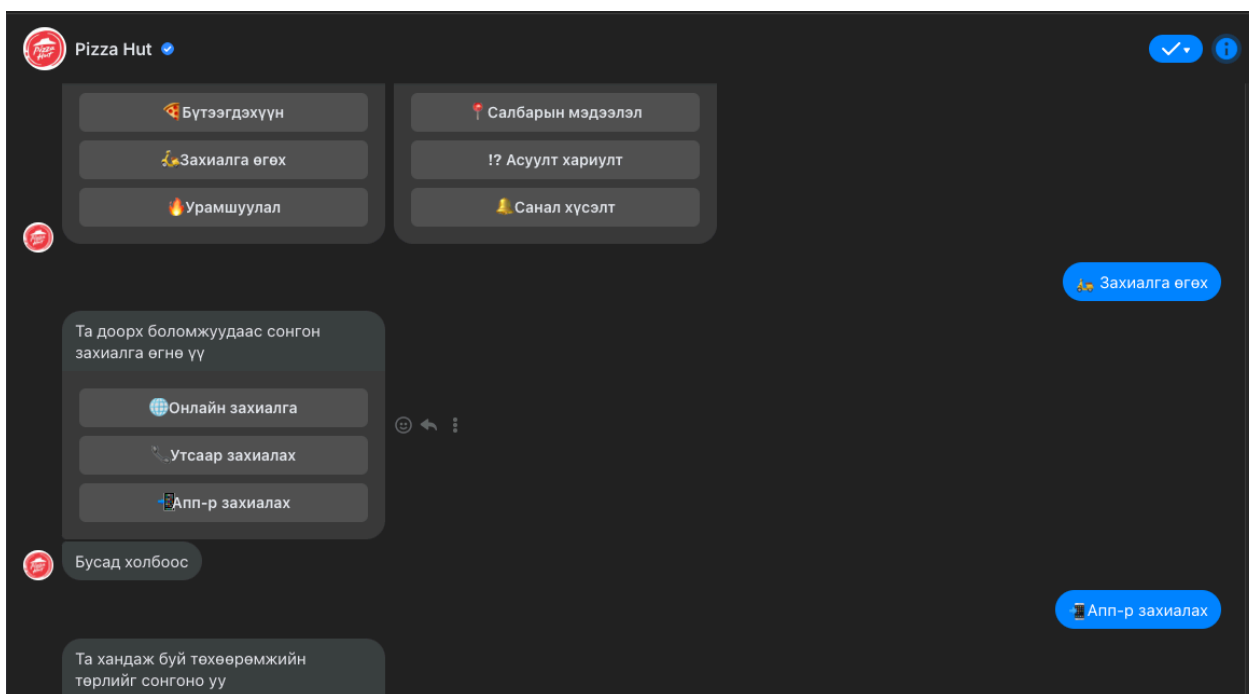 Pizza Hut
Бүтээгдэхүүн
Захиалга өгөх
Урамшуулал
Салбарын мэдээлэл
!? Асуулт хариулт
Санал хүсэлт
Захиалга өгөх
Та доорх боломжуудаас сонгон
захиалга өгнө үү
Онлайн захиалга
Утсаар захиалах
Апп-р захиалах
Бусад холбоос
Апп-р захиалах
Та хандаж буй төхөөрөмжийн
төрлийг сонгоно уу